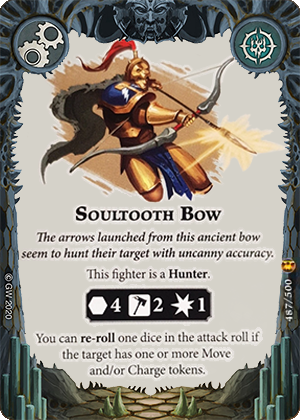 SOULTOOTH BOW
The arrows launched from this ancient bow
seem to hunt their target with uncanny accuracy.
This fighter is a Hunter.
4 2 1
You can re-roll one dice in the attack roll if
the target has one or more Move
and/or Charge tokens.
© GW 2020
487/500